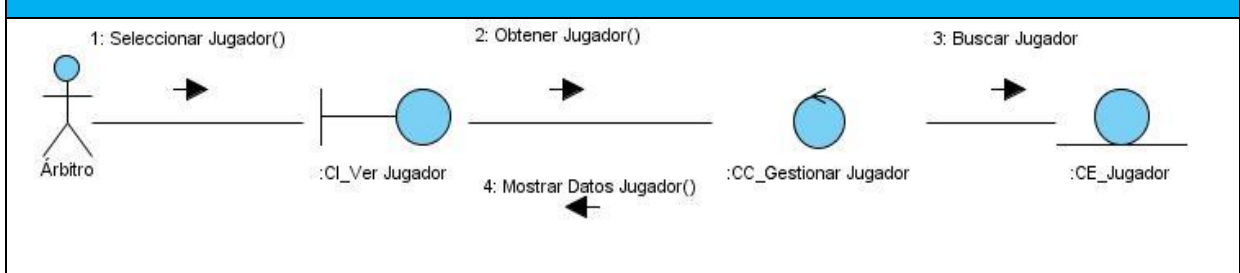 1: Seleccionar Jugador()
2: Obtener Jugador()
3: Buscar Jugador
Árbitro
:CI_Ver Jugador
4: Mostrar Datos Jugador()
:CC_Gestionar Jugador
:CE_Jugador